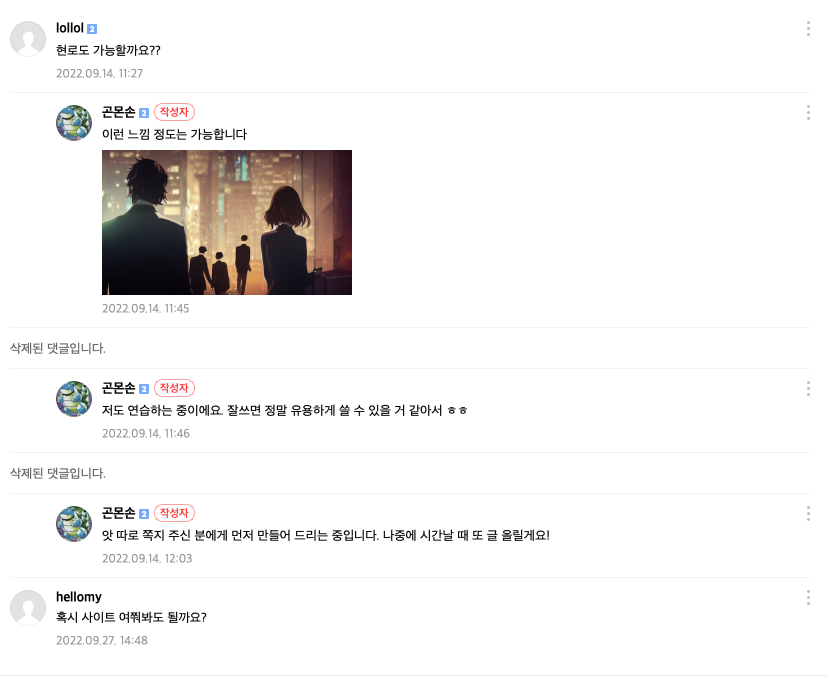 lollol 2
현로도 가능할까요??
2022.09.14. 11:27
곤몬손 2 작성자
이런 느낌 정도는 가능합니다
2022.09.14. 11:45
삭제된 댓글입니다.
곤몬손 2 작성자
저도 연습하는 중이에요. 잘쓰면 정말 유용하게 쓸 수 있을 거 같아서 ㅎㅎ
2022.09.14. 11:46
삭제된 댓글입니다.
곤몬손 2 작성자
앗 따로 쪽지 주신 분에게 먼저 만들어 드리는 중입니다. 나중에 시간날 때 또 글 올릴게요!
2022.09.14. 12:03
hellomy
혹시 사이트 여쭤봐도 될까요?
2022.09.27. 14:48